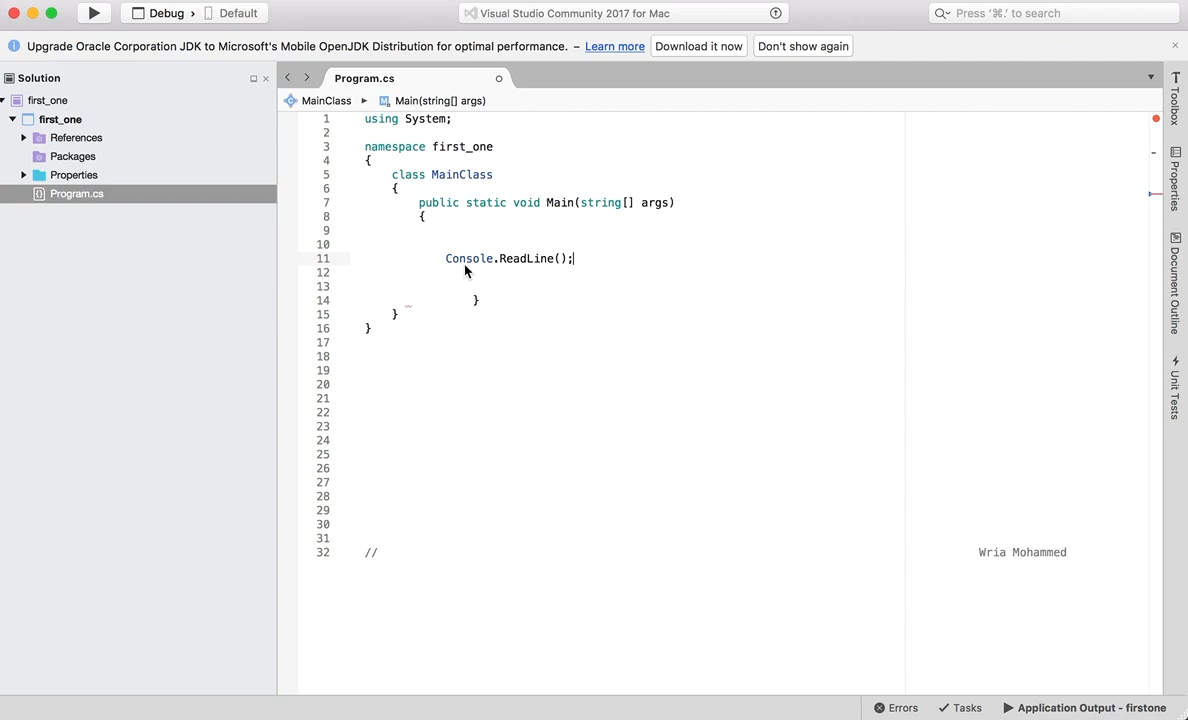 Debug › Default
Visual Studio Community 2017 for Mac
Press '⌘.' to search
Upgrade Oracle Corporation JDK to Microsoft's Mobile OpenJDK Distribution for optimal performance. – Learn more
Download it now
Don't show again
Solution
first_one
first_one
References
Packages
Properties
Program.cs
Program.cs
MainClass ▸ Main(string[] args)
1 using System;
2
3 namespace first_one
4 {
5 class MainClass
6 {
7 public static void Main(string[] args)
8 {
9
10
11 Console.ReadLine();
12
13
14 }
15 }
16 }
17
18
19
20
21
22
23
24
25
26
27
28
29
30
31
32 // Wria Mohammed
Toolbox
Properties
Document Outline
Unit Tests
Errors
Tasks
Application Output - firstone